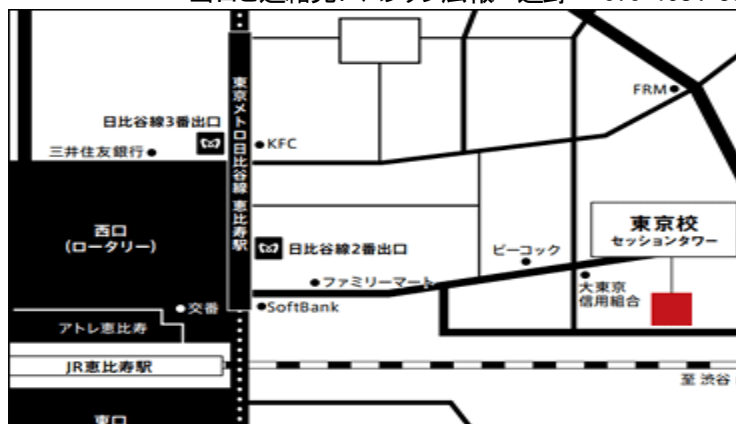 FRM
日比谷線3番出口
KFC
三井住友銀行
東京メトロ日比谷線 恵比寿駅
西口
(ロータリー)
東京校
セッションタワー
日比谷線2番出口
ピーコック
ファミリーマート
大東京
信用組合
交番
SoftBank
アトレ恵比寿
JR恵比寿駅
至 渋谷
東口